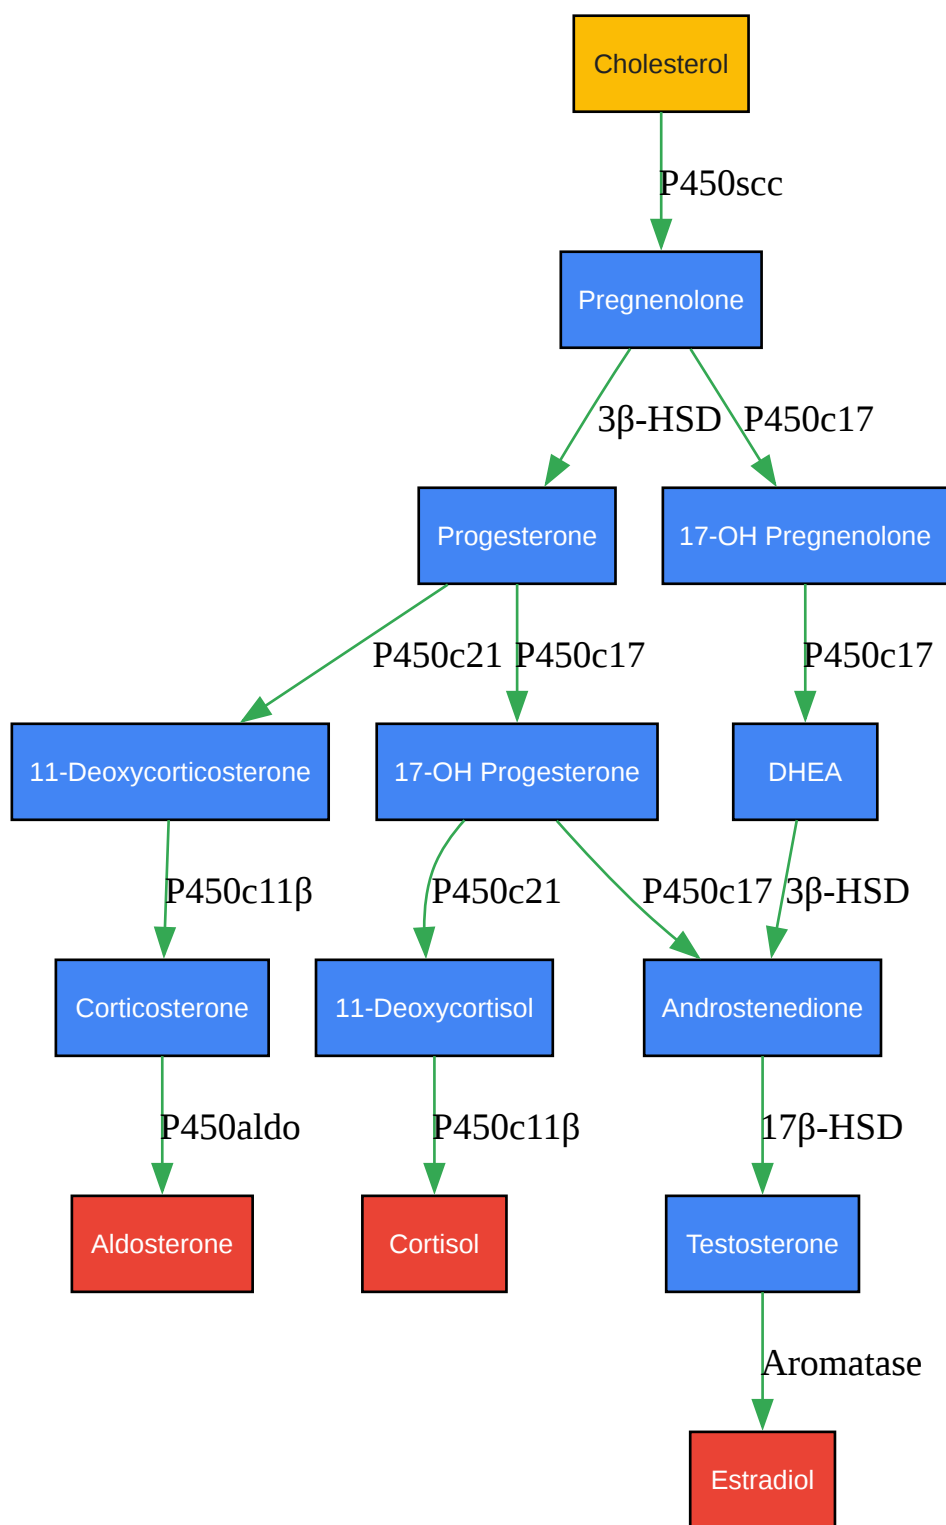 Cholesterol
P450scc
Pregnenolone
3β-HSD
P450c17
Progesterone
17-OH Pregnenolone
P450c21
P450c17
P450c17
11-Deoxycorticosterone
17-OH Progesterone
DHEA
P450c11β
P450c21
P450c17
3β-HSD
Corticosterone
11-Deoxycortisol
Androstenedione
P450aldo
P450c11β
17β-HSD
Aldosterone
Cortisol
Testosterone
Aromatase
Estradiol